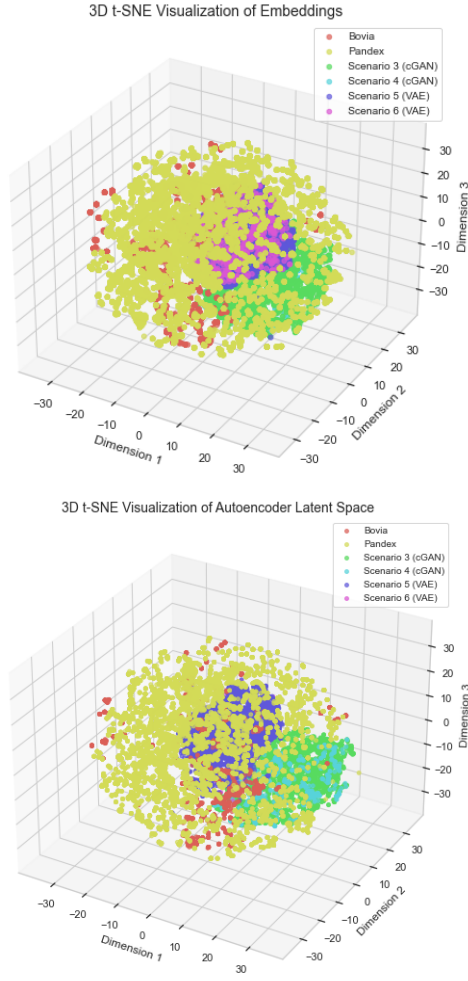 3D t-SNE Visualization of Embeddings
Bovia
Pandex
Scenario 3 (cGAN)
Scenario 4 (cGAN)
Scenario 5 (VAE)
Scenario 6 (VAE)
30
20
10
0
−10
−20
−30
Dimension 3
30
20
10
0
−10
−20
−30
Dimension 2
−30
−20
−10
0
10
20
30
Dimension 1
3D t-SNE Visualization of Autoencoder Latent Space
Bovia
Pandex
Scenario 3 (cGAN)
Scenario 4 (cGAN)
Scenario 5 (VAE)
Scenario 6 (VAE)
30
20
10
0
−10
−20
−30
Dimension 3
30
20
10
0
−10
−20
−30
Dimension 2
−30
−20
−10
0
10
20
30
Dimension 1